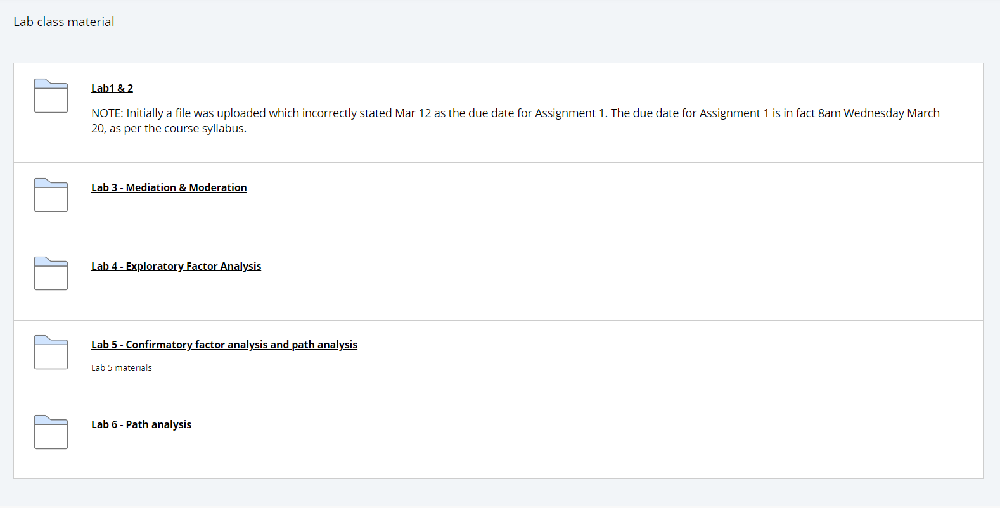 Lab class material
Lab1 & 2
NOTE: Initially a file was uploaded which incorrectly stated Mar 12 as the due date for Assignment 1. The due date for Assignment 1 is in fact 8am Wednesday March
20, as per the course syllabus.
Lab 3 - Mediation & Moderation
Lab 4 - Exploratory Factor Analysis
Lab 5 - Confirmatory factor analysis and path analysis
Lab 5 materials
Lab 6 - Path analysis